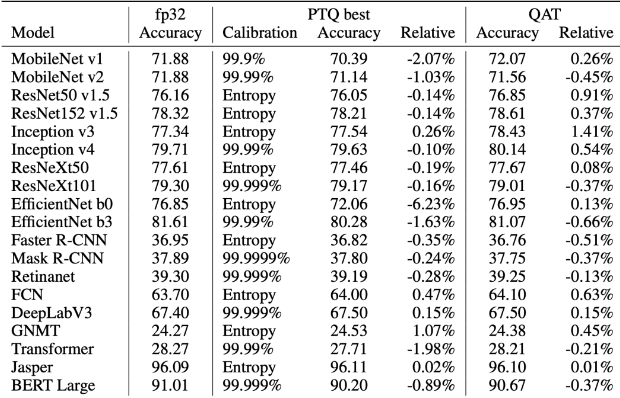 fp32 PTQ best QAT
Model Accuracy Calibration Accuracy Relative Accuracy Relative
MobileNet v1 71.88 99.9% 70.39 -2.07% 72.07 0.26%
MobileNet v2 71.88 99.99% 71.14 -1.03% 71.56 -0.45%
ResNet50 v1.5 76.16 Entropy 76.05 -0.14% 76.85 0.91%
ResNet152 v1.5 78.32 Entropy 78.21 -0.14% 78.61 0.37%
Inception v3 77.34 Entropy 77.54 0.26% 78.43 1.41%
Inception v4 79.71 99.99% 79.63 -0.10% 80.14 0.54%
ResNeXt50 77.61 Entropy 77.46 -0.19% 77.67 0.08%
ResNeXt101 79.30 99.999% 79.17 -0.16% 79.01 -0.37%
EfficientNet b0 76.85 Entropy 72.06 -6.23% 76.95 0.13%
EfficientNet b3 81.61 99.99% 80.28 -1.63% 81.07 -0.66%
Faster R-CNN 36.95 Entropy 36.82 -0.35% 36.76 -0.51%
Mask R-CNN 37.89 99.9999% 37.80 -0.24% 37.75 -0.37%
Retinanet 39.30 99.999% 39.19 -0.28% 39.25 -0.13%
FCN 63.70 Entropy 64.00 0.47% 64.10 0.63%
DeepLabV3 67.40 99.999% 67.50 0.15% 67.50 0.15%
GNMT 24.27 Entropy 24.53 1.07% 24.38 0.45%
Transformer 28.27 99.99% 27.71 -1.98% 28.21 -0.21%
Jasper 96.09 Entropy 96.11 0.02% 96.10 0.01%
BERT Large 91.01 99.999% 90.20 -0.89% 90.67 -0.37%